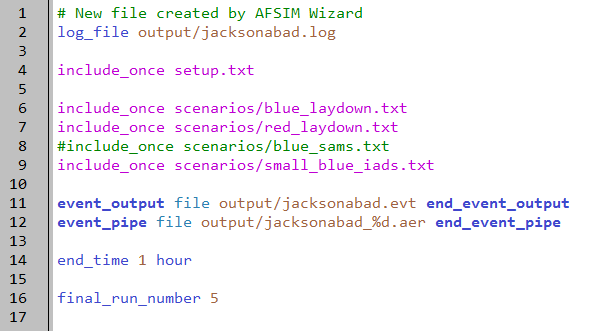 1 # New file created by AFSIM Wizard
2 log_file output/jacksonabad.log
3
4 include_once setup.txt
5
6 include_once scenarios/blue_laydown.txt
7 include_once scenarios/red_laydown.txt
8 #include_once scenarios/blue_sams.txt
9 include_once scenarios/small_blue_iads.txt
10
11 event_output file output/jacksonabad.evt end_event_output
12 event_pipe file output/jacksonabad_%d.aer end_event_pipe
13
14 end_time 1 hour
15
16 final_run_number 5
17